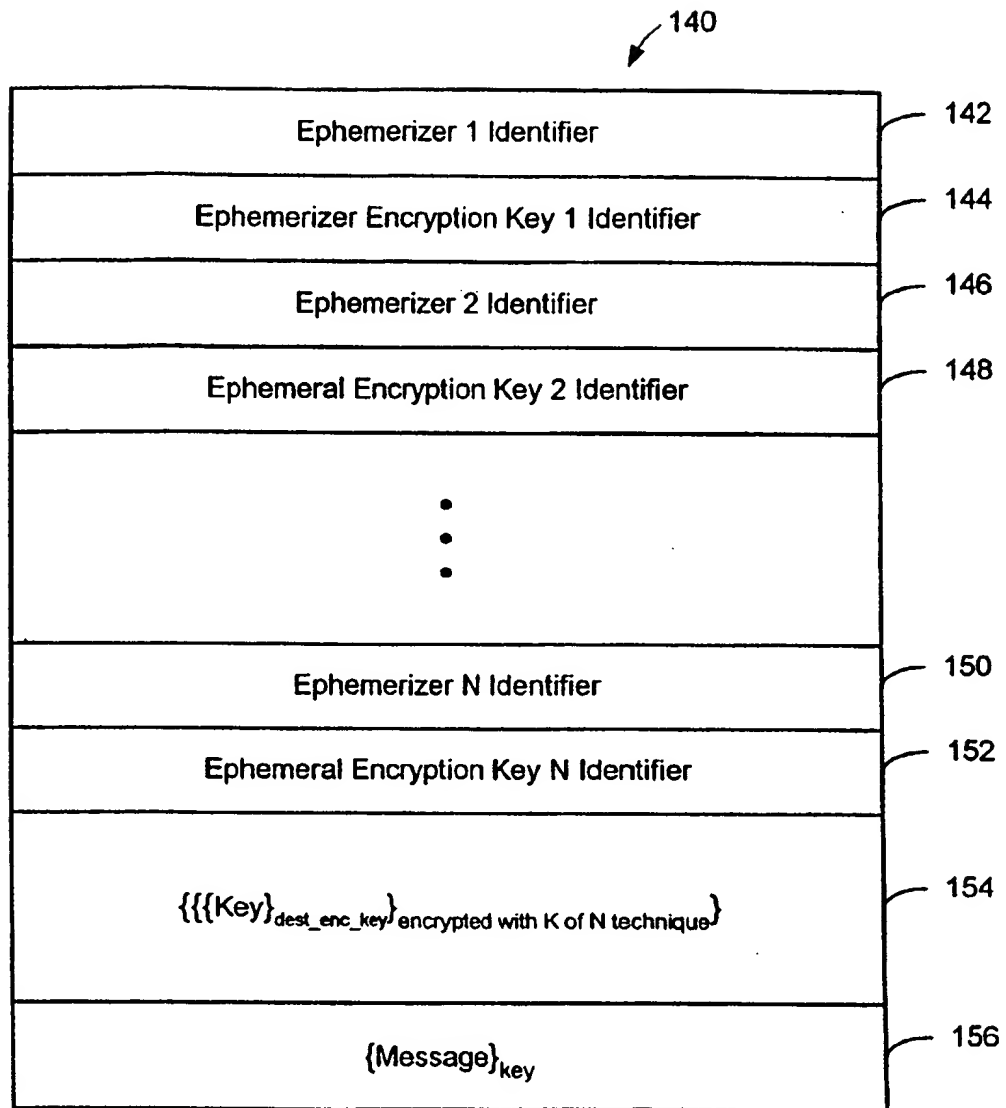 140
Ephemerizer 1 Identifier 142
Ephemerizer Encryption Key 1 Identifier 144
Ephemerizer 2 Identifier 146
Ephemeral Encryption Key 2 Identifier 148
Ephemerizer N Identifier 150
Ephemeral Encryption Key N Identifier 152
{{{Key}dest_enc_key}encrypted with K of N technique} 154
{Message}key 156